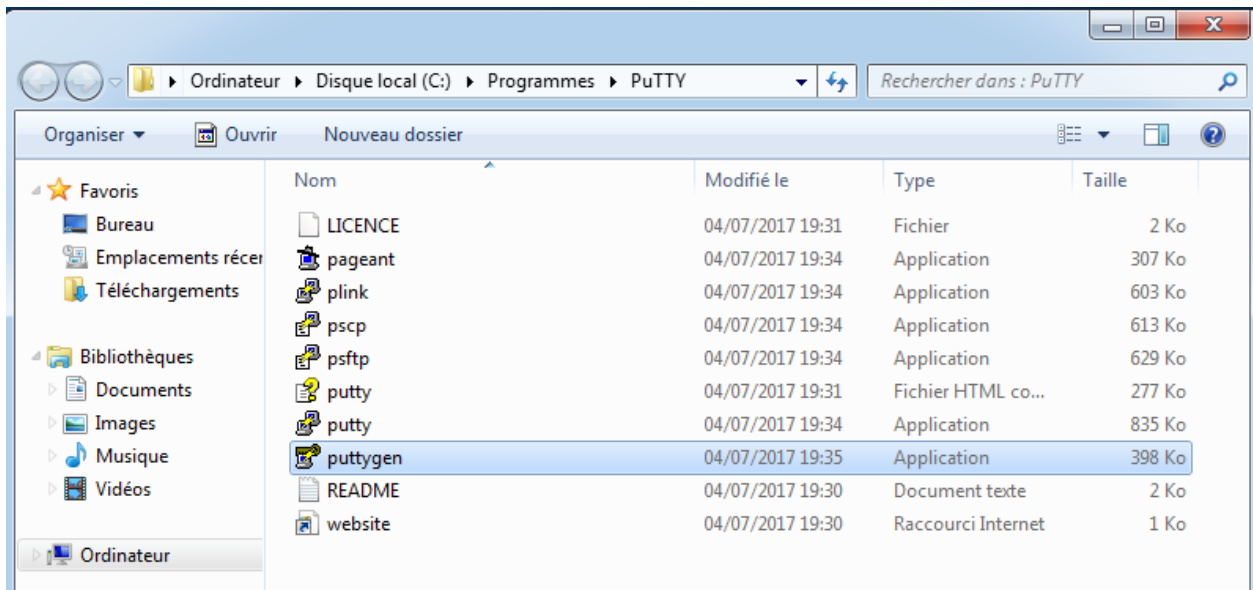 Ordinateur Disque local (C:) Programmes PuTTY Rechercher dans : PuTTY
Organiser Ouvrir Nouveau dossier
Favoris
Bureau
Emplacements récer
Téléchargements
Bibliothèques
Documents
Images
Musique
Vidéos
Ordinateur
Nom Modifié le Type Taille
LICENCE 04/07/2017 19:31 Fichier 2 Ko
pageant 04/07/2017 19:34 Application 307 Ko
plink 04/07/2017 19:34 Application 603 Ko
pscp 04/07/2017 19:34 Application 613 Ko
psftp 04/07/2017 19:34 Application 629 Ko
putty 04/07/2017 19:31 Fichier HTML co... 277 Ko
putty 04/07/2017 19:34 Application 835 Ko
puttygen 04/07/2017 19:35 Application 398 Ko
README 04/07/2017 19:30 Document texte 2 Ko
website 04/07/2017 19:30 Raccourci Internet 1 Ko